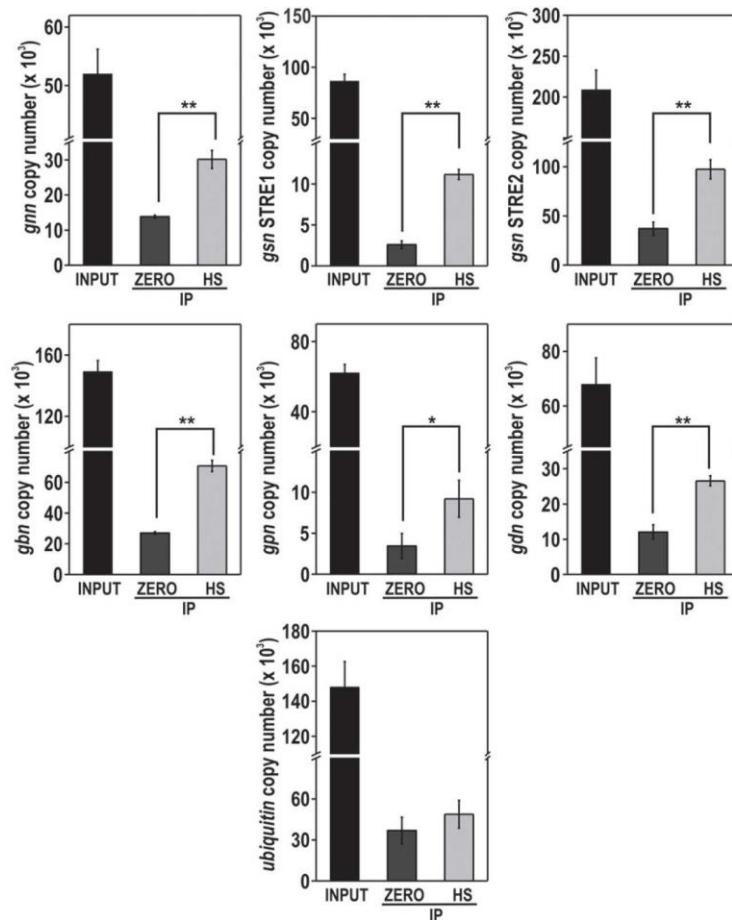 gnn copy number (x 10³)
60
50
30
20
10
0
INPUT ZERO HS
IP
**
gsn STRE1 copy number (x 10³)
150
100
50
10
5
0
INPUT ZERO HS
IP
**
gsn STRE2 copy number (x 10³)
300
200
100
50
0
INPUT ZERO HS
IP
**
gbn copy number (x 10³)
150
120
60
40
20
0
INPUT ZERO HS
IP
**
gpn copy number (x 10³)
80
60
40
10
5
0
INPUT ZERO HS
IP
*
gdn copy number (x 10³)
80
60
30
20
10
0
INPUT ZERO HS
IP
**
ubiquitin copy number (x 10³)
180
160
140
60
30
0
INPUT ZERO HS
IP